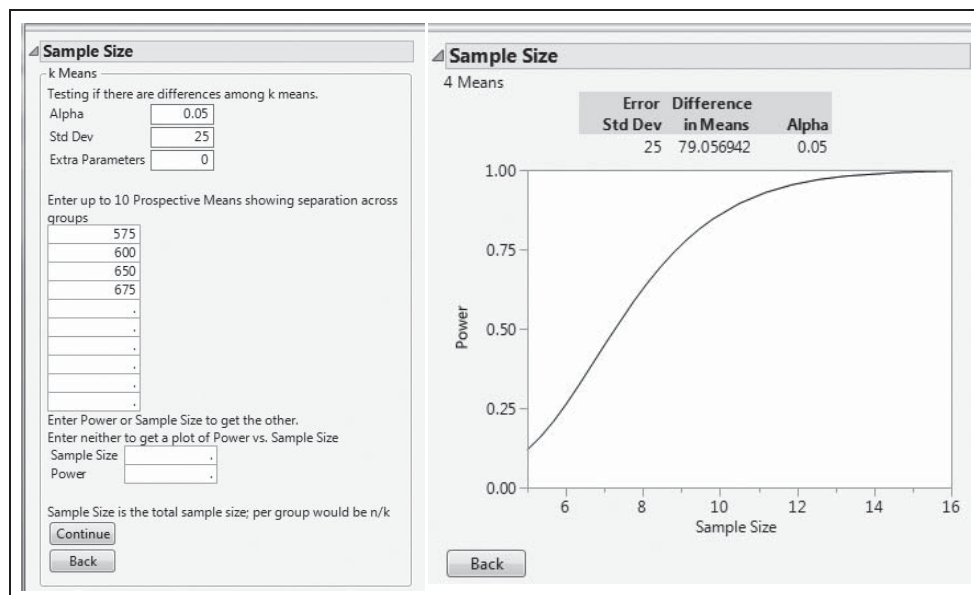 Sample Size
k Means
Testing if there are differences among k means.
Alpha 0.05
Std Dev 25
Extra Parameters 0
Enter up to 10 Prospective Means showing separation across
groups
575
600
650
675
.
.
.
.
.
.
Enter Power or Sample Size to get the other.
Enter neither to get a plot of Power vs. Sample Size
Sample Size .
Power .
Sample Size is the total sample size; per group would be n/k
Continue
Back
Sample Size
4 Means
Error Difference
Std Dev in Means Alpha
25 79.056942 0.05
1.00
0.75
0.50
0.25
0.00
Power
6 8 10 12 14 16
Sample Size
Back